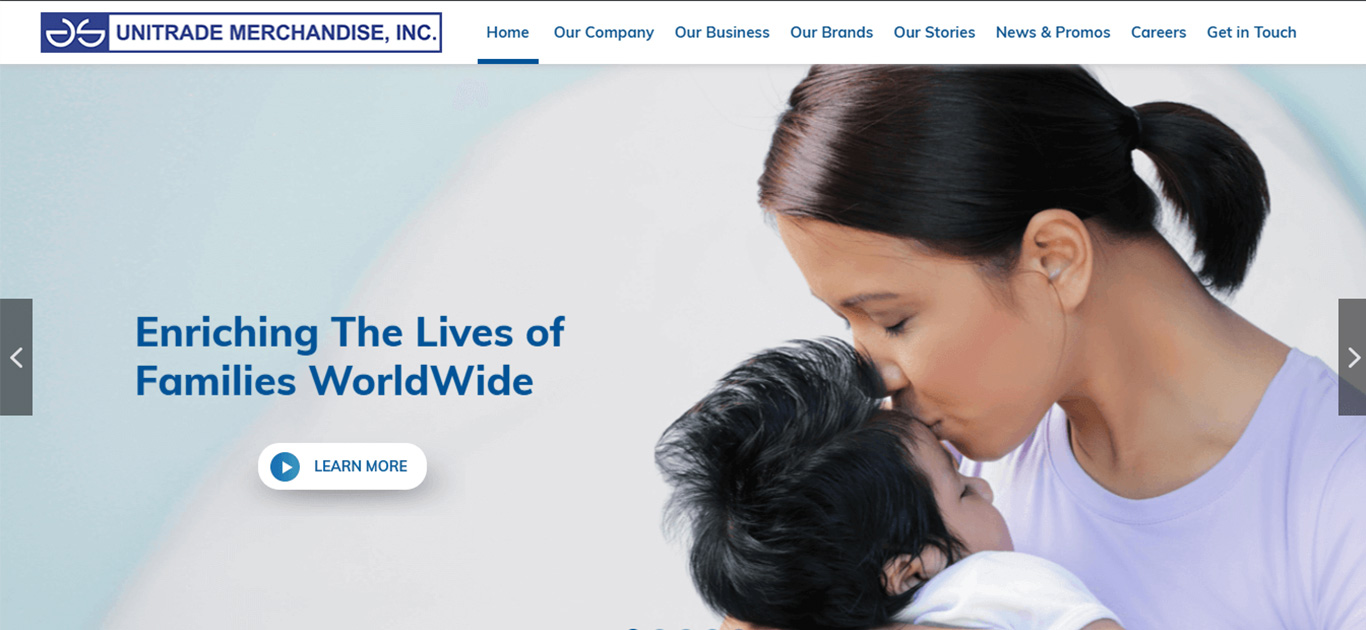 UNITRADE MERCHANDISE, INC.
Home Our Company Our Business Our Brands Our Stories News & Promos Careers Get in Touch
Enriching The Lives of
Families WorldWide
LEARN MORE